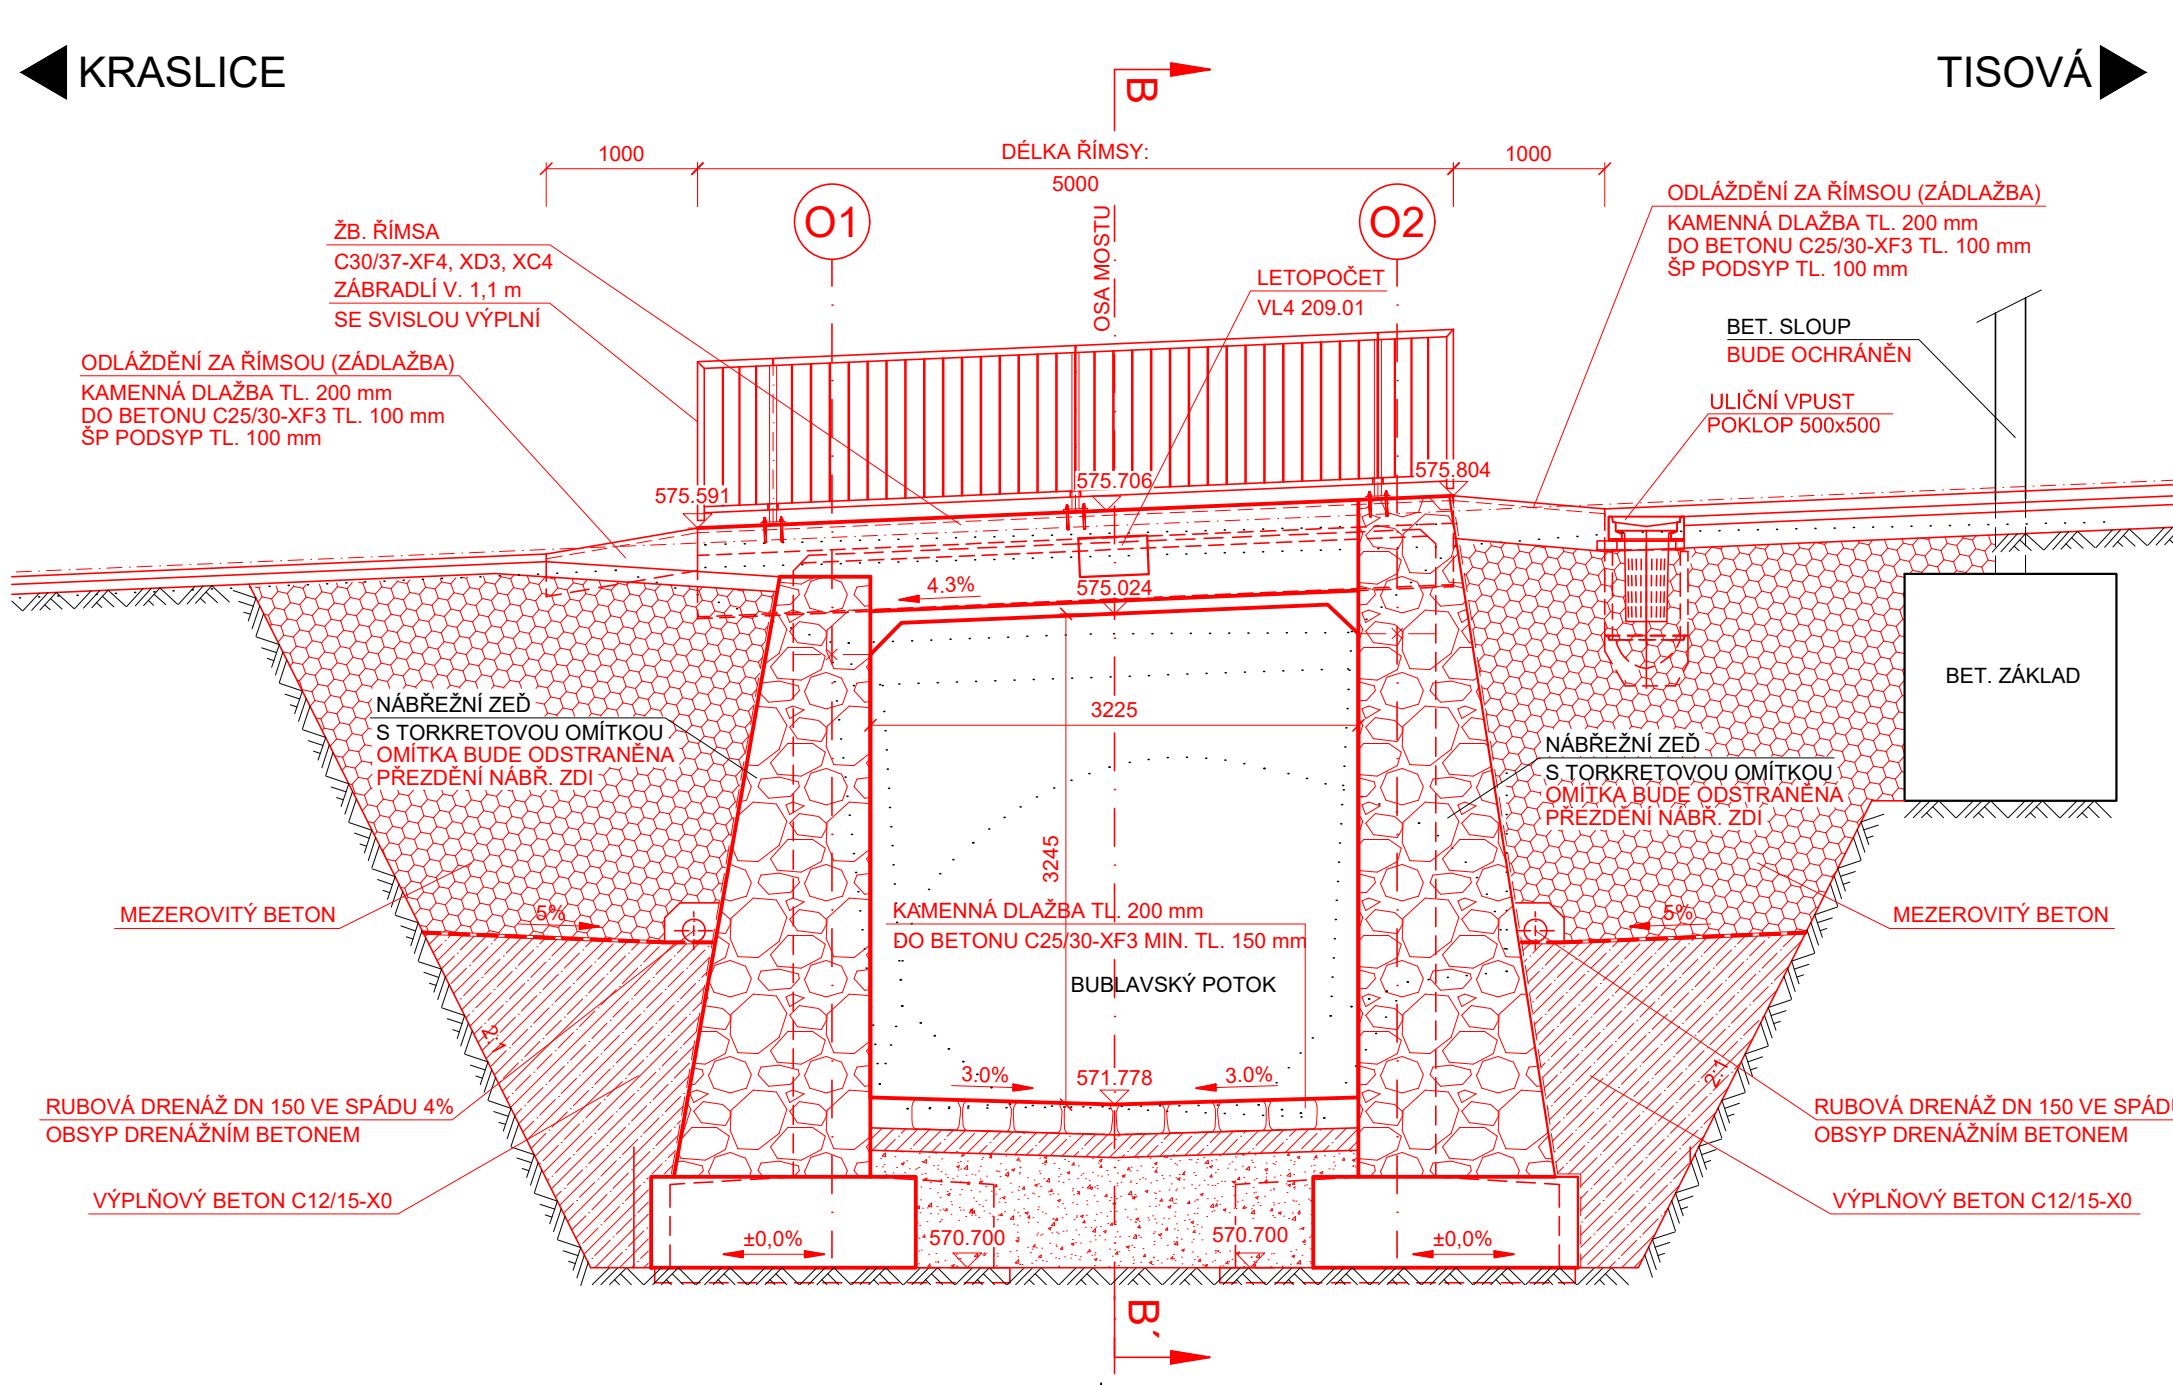 KRASLICE
TISOVÁ
B
1000
DÉLKA ŘÍMSY:
5000
1000
O1
O2
OSA MOSTU
ŽB. ŘÍMSA
C30/37-XF4, XD3, XC4
ZÁBRADLÍ V. 1,1 m
SE SVISLOU VÝPLNÍ
LETOPOČET
VL4 209.01
ODLÁŽDĚNÍ ZA ŘÍMSOU (ZÁDLAŽBA)
KAMENNÁ DLAŽBA TL. 200 mm
DO BETONU C25/30-XF3 TL. 100 mm
ŠP PODSYP TL. 100 mm
BET. SLOUP
BUDE OCHRÁNĚN
ULIČNÍ VPUST
POKLOP 500x500
ODLÁŽDĚNÍ ZA ŘÍMSOU (ZÁDLAŽBA)
KAMENNÁ DLAŽBA TL. 200 mm
DO BETONU C25/30-XF3 TL. 100 mm
ŠP PODSYP TL. 100 mm
575.591
575.706
575.804
4.3%
575.024
NÁBŘEŽNÍ ZEĎ
S TORKRETOVOU OMÍTKOU
OMÍTKA BUDE ODSTRANĚNA
PŘEZDĚNÍ NÁBŘ. ZDI
3225
3245
NÁBŘEŽNÍ ZEĎ
S TORKRETOVOU OMÍTKOU
OMÍTKA BUDE ODSTRANĚNA
PŘEZDĚNÍ NÁBŘ. ZDI
BET. ZÁKLAD
MEZEROVITÝ BETON
5%
KAMENNÁ DLAŽBA TL. 200 mm
DO BETONU C25/30-XF3 MIN. TL. 150 mm
BUBLAVSKÝ POTOK
5%
MEZEROVITÝ BETON
2:1
3.0%
571.778
3.0%
2:1
RUBOVÁ DRENÁŽ DN 150 VE SPÁDU 4%
OBSYP DRENÁŽNÍM BETONEM
RUBOVÁ DRENÁŽ DN 150 VE SPÁDU
OBSYP DRENÁŽNÍM BETONEM
VÝPLŇOVÝ BETON C12/15-X0
VÝPLŇOVÝ BETON C12/15-X0
±0,0%
570.700
570.700
±0,0%
B'